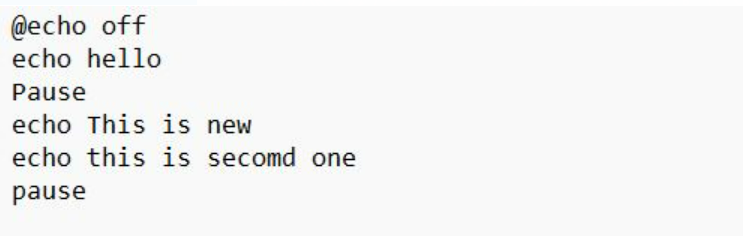 @echo off
echo hello
Pause
echo This is new
echo this is secomd one
pause